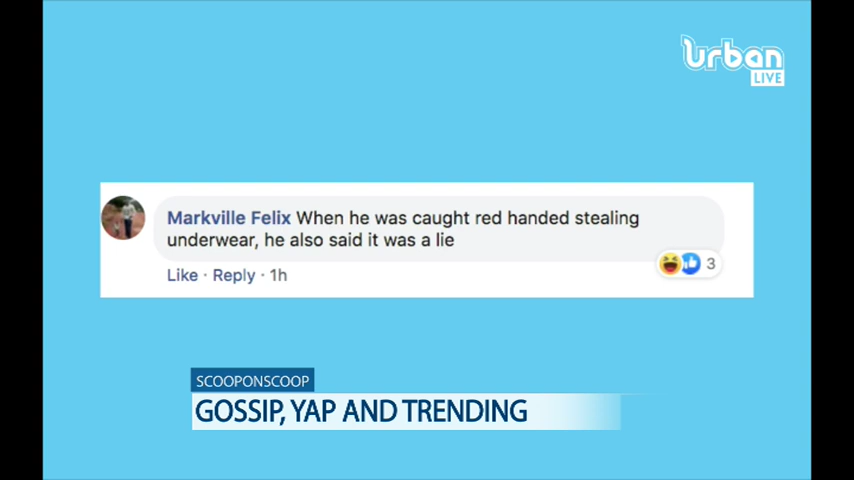 urban
LIVE
Markville Felix When he was caught red handed stealing
underwear, he also said it was a lie
Like · Reply · 1h
3
SCOOPONSCOOP
GOSSIP, YAP AND TRENDING